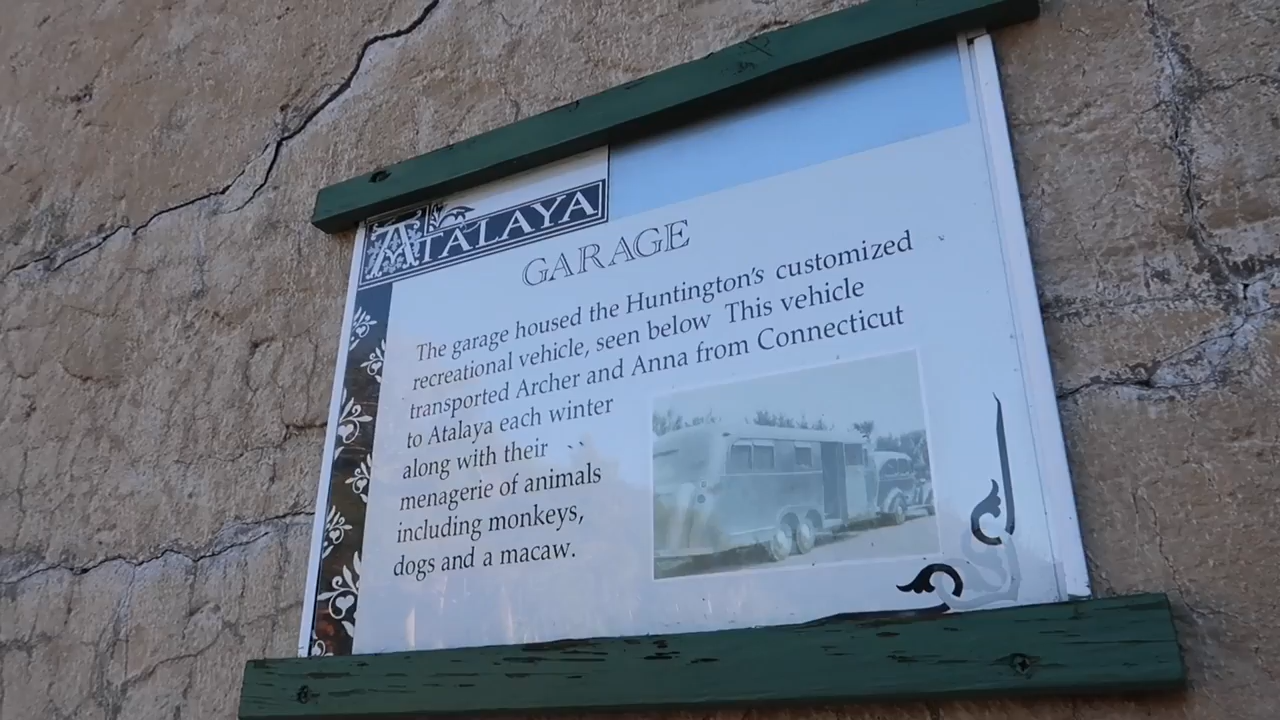 ATALAYA
GARAGE
The garage housed the Huntington's customized
recreational vehicle, seen below This vehicle
transported Archer and Anna from Connecticut
to Atalaya each winter
along with their
menagerie of animals
including monkeys,
dogs and a macaw.